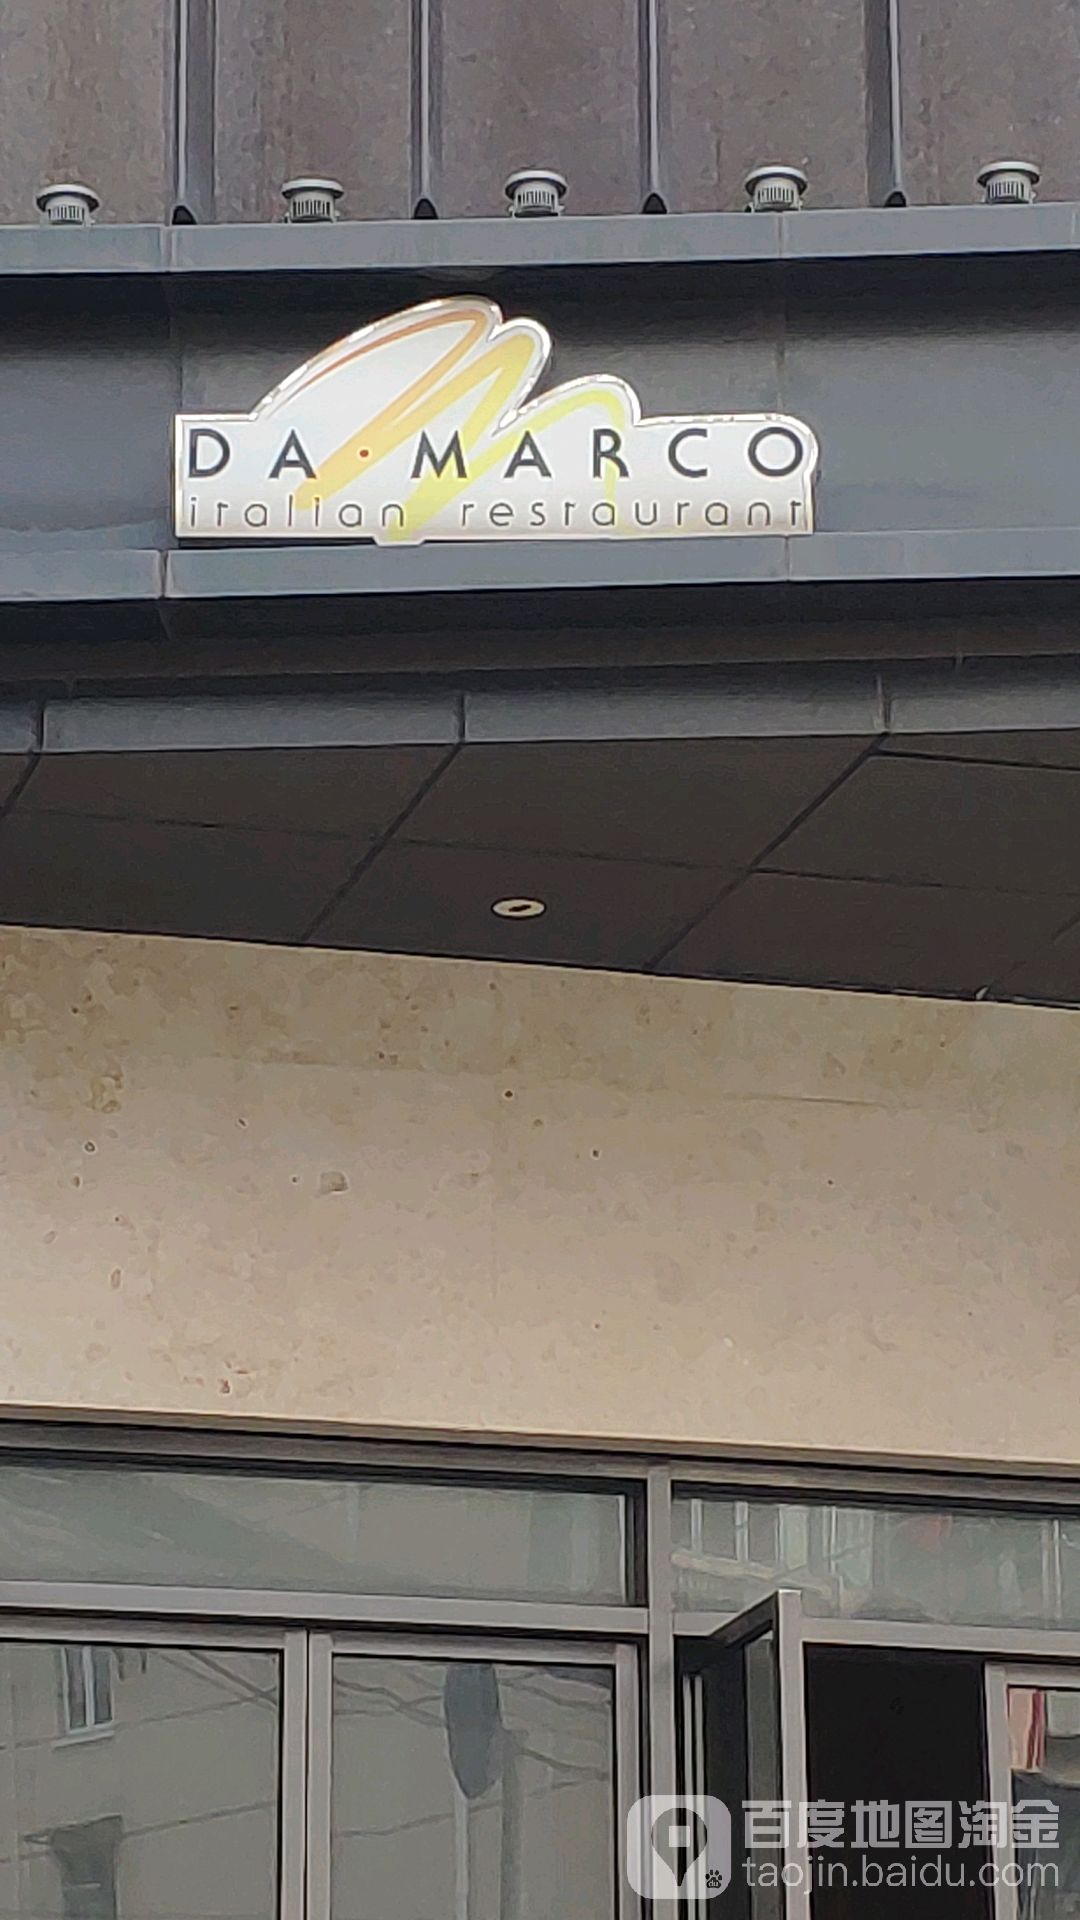 DA·MARCO
italian restaurant
百度地图淘金
taojin.baidu.com